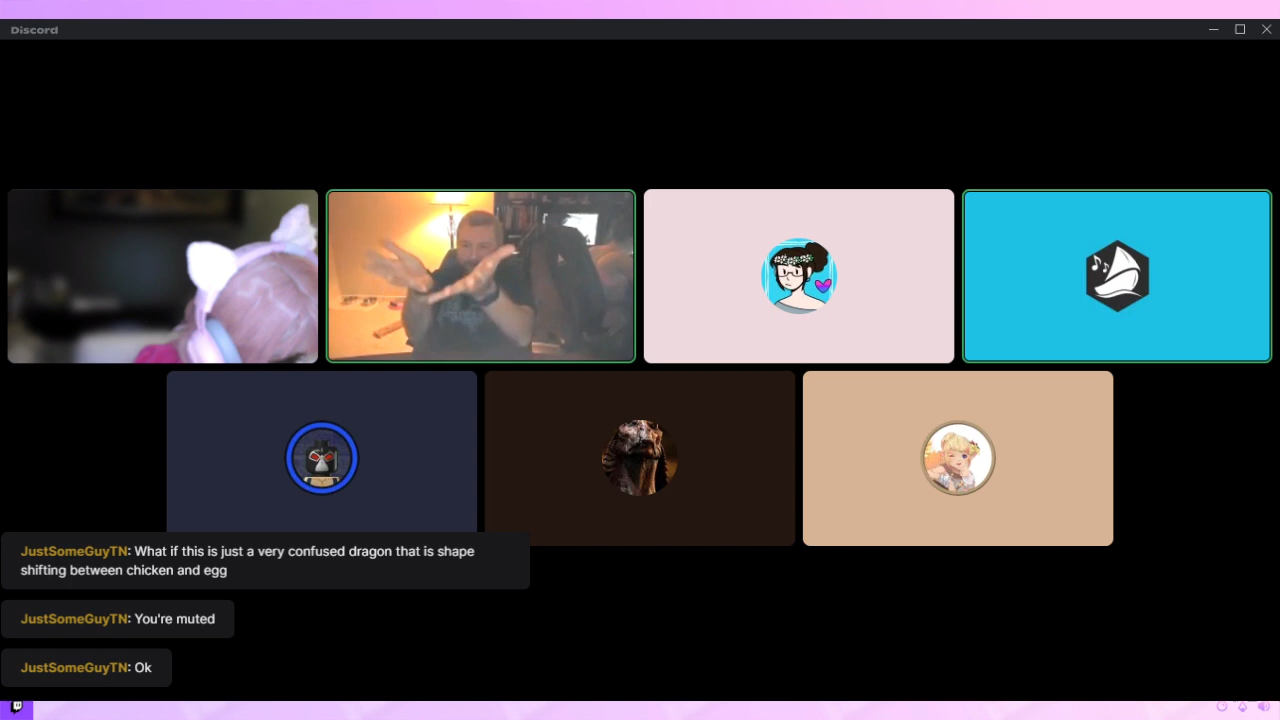 Discord
JustSomeGuyTN: What if this is just a very confused dragon that is shape
shifting between chicken and egg
JustSomeGuyTN: You're muted
JustSomeGuyTN: Ok